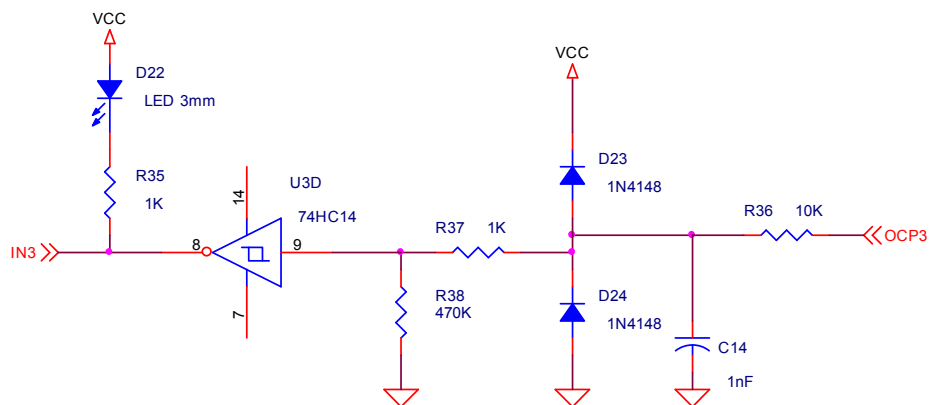 VCC
D22
LED 3mm
R35
1K
IN3
8
14
U3D
74HC14
9
7
R37
1K
R38
470K
VCC
D23
1N4148
D24
1N4148
R36
10K
OCP3
C14
1nF